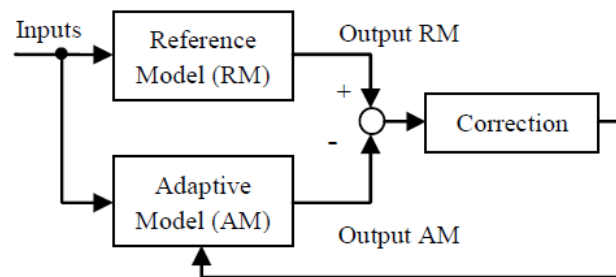 Inputs
Reference
Model (RM)
Output RM
+
Correction
-
Adaptive
Model (AM)
Output AM